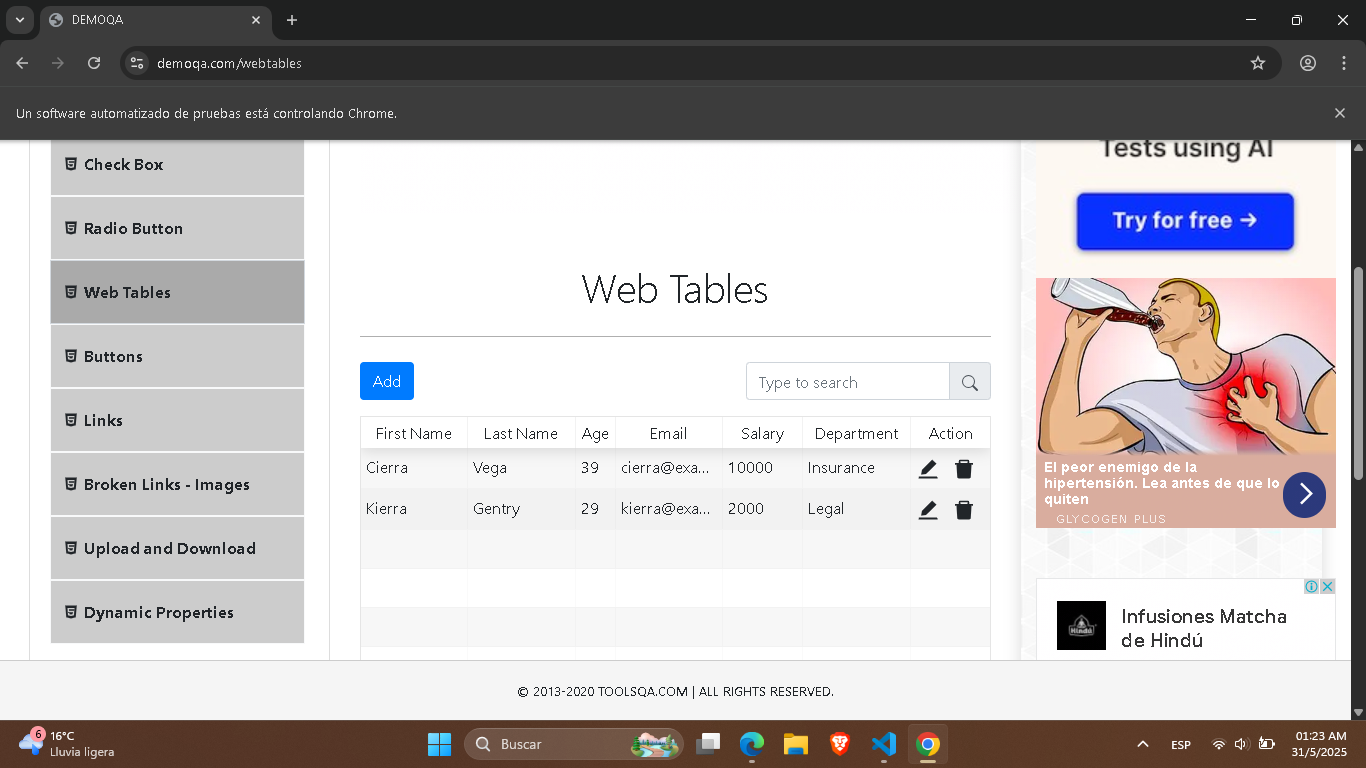 DEMOQA
demoqa.com/webtables
Un software automatizado de pruebas está controlando Chrome.
Check Box
Radio Button
Web Tables
Buttons
Links
Broken Links - Images
Upload and Download
Dynamic Properties
Web Tables
Add
Type to search
First Name Last Name Age Email Salary Department Action
Cierra Vega 39 cierra@exa... 10000 Insurance
Kierra Gentry 29 kierra@exa... 2000 Legal
Tests using AI
Try for free →
El peor enemigo de la
hipertensión. Lea antes de que lo
quiten
GLYCOGEN PLUS
Infusiones Matcha
de Hindú
Hindú
© 2013-2020 TOOLSQA.COM | ALL RIGHTS RESERVED.
6
16°C
Lluvia ligera
Buscar
ESP
01:23 AM
31/5/2025